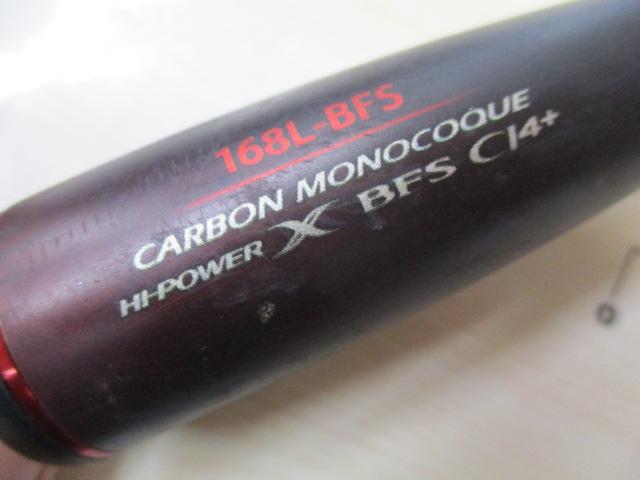 168L-BFS
CARBON MONOCOQUE
HI-POWER X BFS CI4+